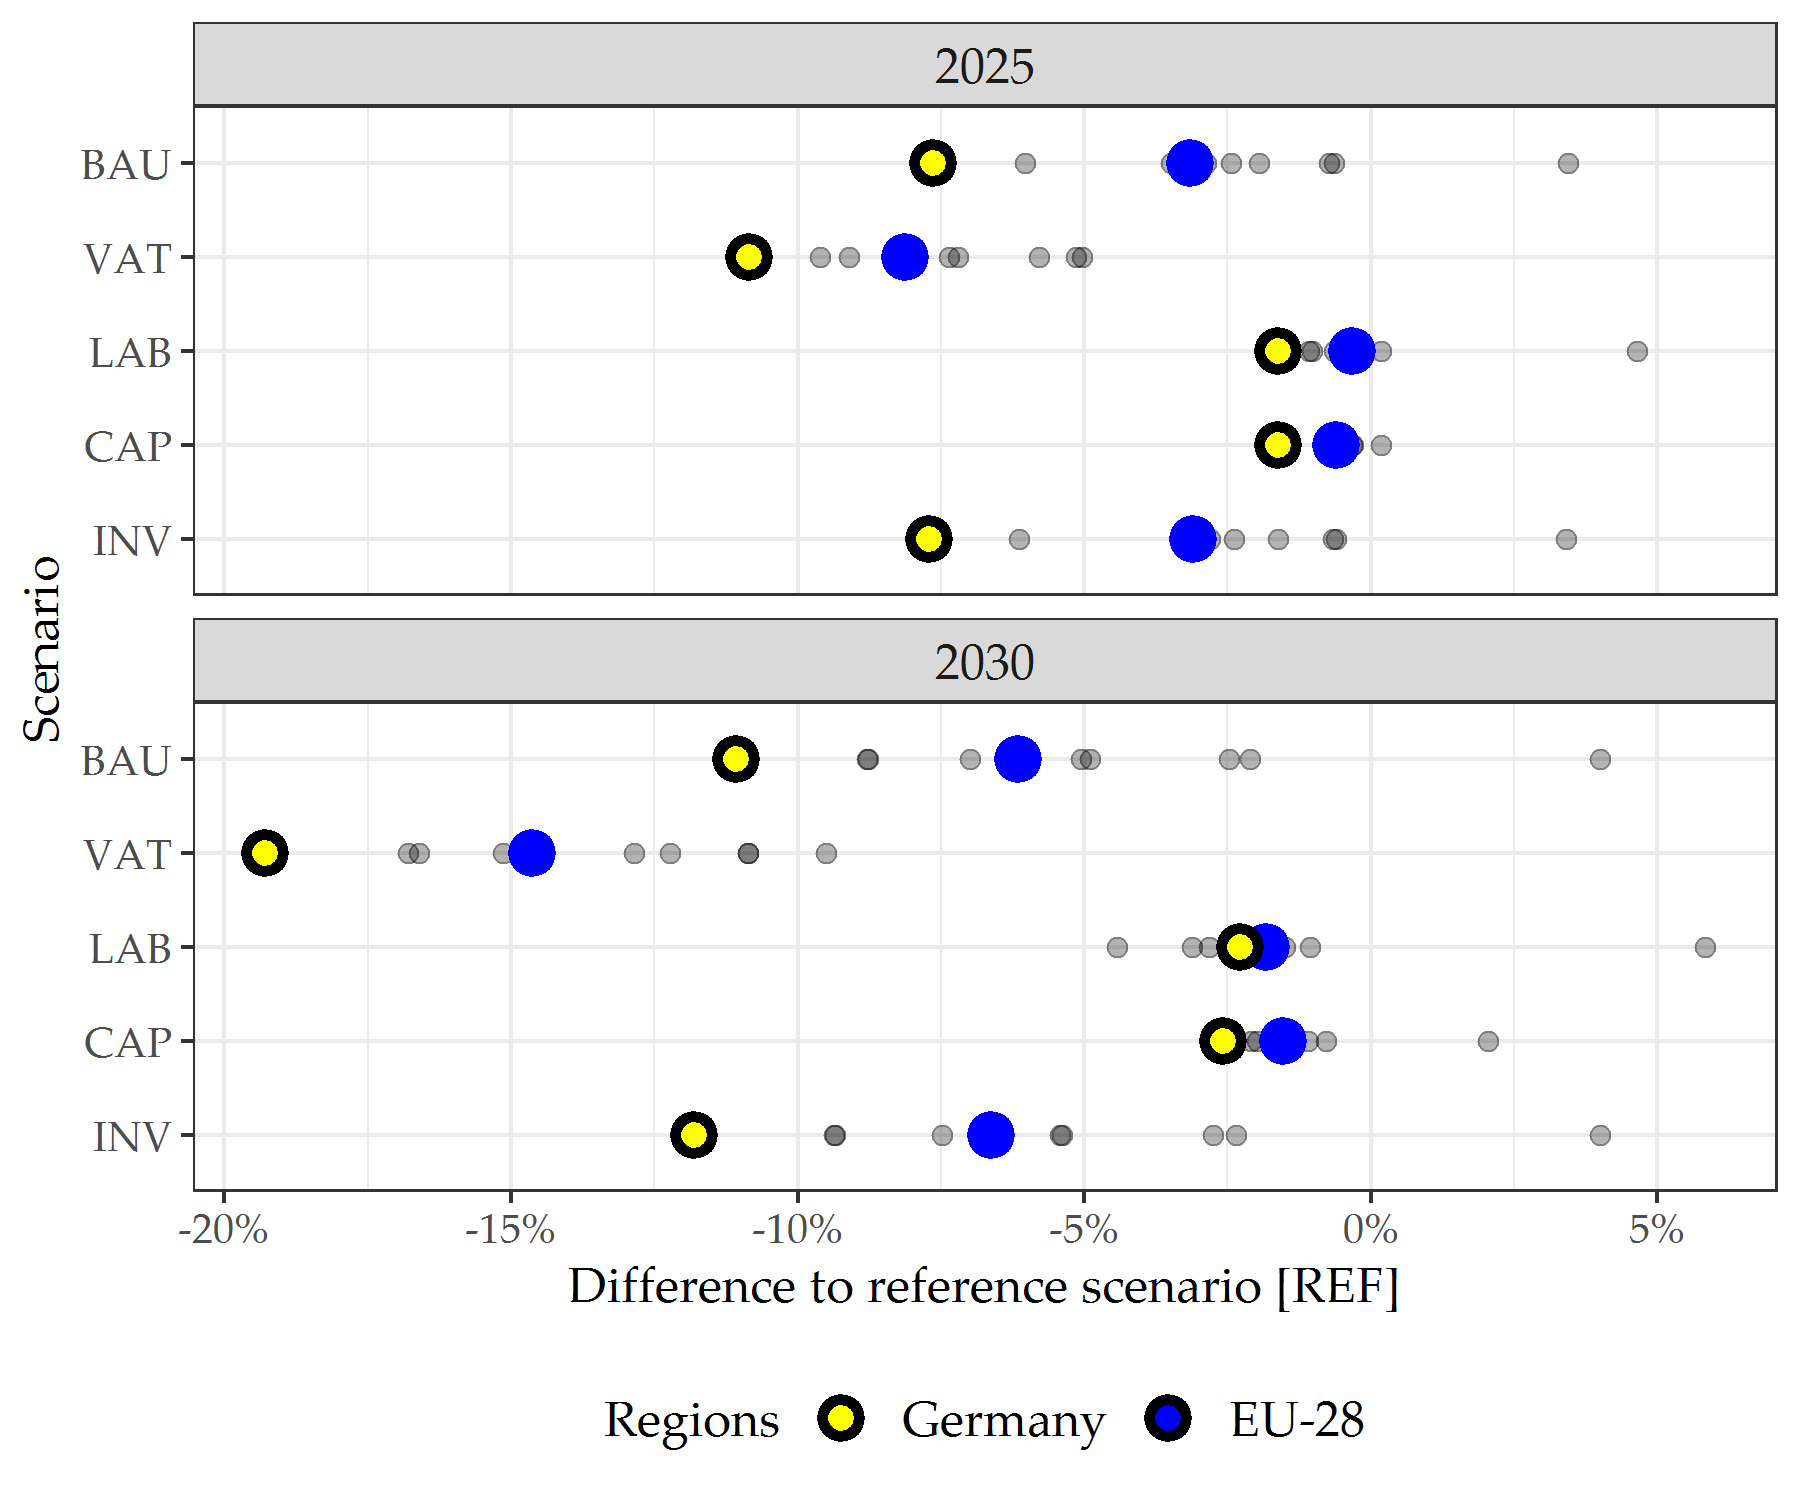 2025
BAU
VAT
LAB
CAP
INV
Scenario
2030
BAU
VAT
LAB
CAP
INV
-20% -15% -10% -5% 0% 5%
Difference to reference scenario [REF]
Regions Germany EU-28